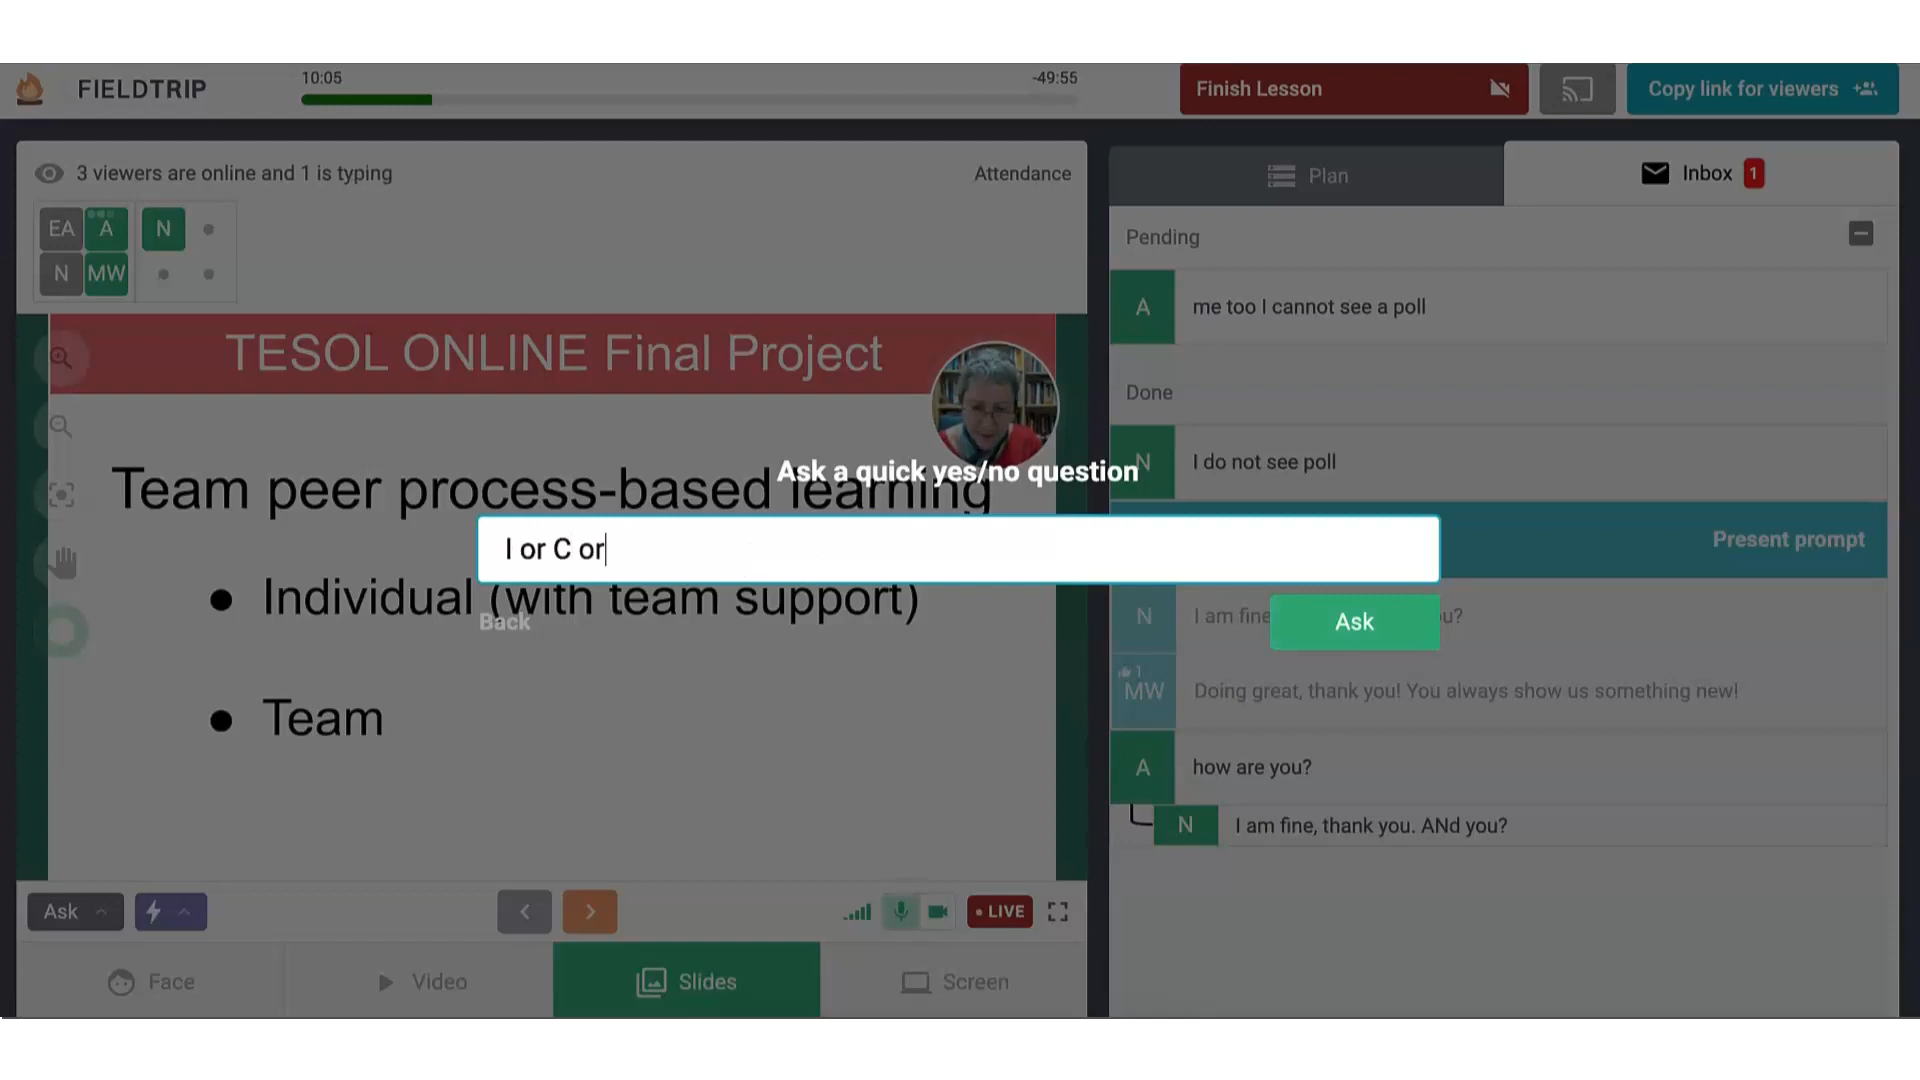 FIELDTRIP
10:05
-49:55
Finish Lesson
Copy link for viewers
3 viewers are online and 1 is typing
Attendance
EA A N
N MW
TESOL ONLINE Final Project
Team peer process-based learning
● Individual (with team support)
● Team
Ask a quick yes/no question
I or C or
Back
Ask
Plan
Inbox 1
Pending
A me too I cannot see a poll
Done
N I do not see poll
Present prompt
N I am fine u?
1
MW Doing great, thank you! You always show us something new!
A how are you?
N I am fine, thank you. ANd you?
Ask
LIVE
Face
Video
Slides
Screen